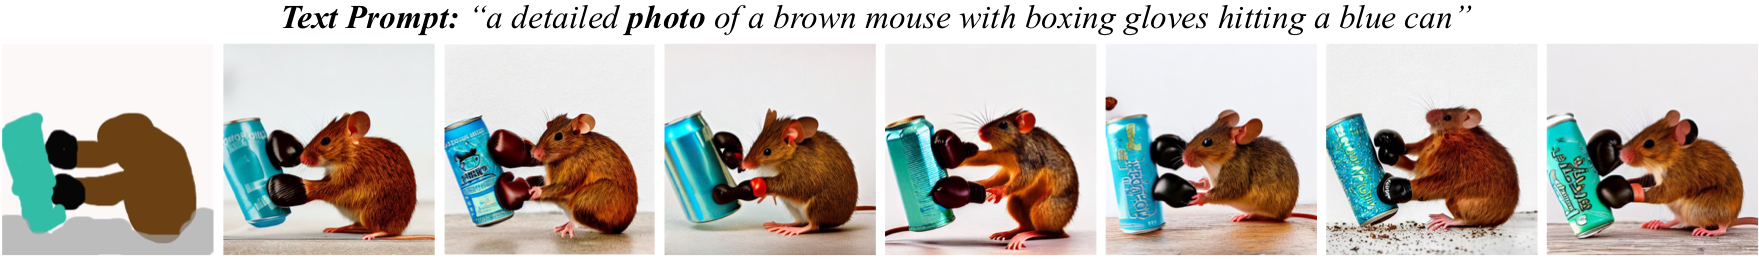 Text Prompt: “a detailed photo of a brown mouse with boxing gloves hitting a blue can”